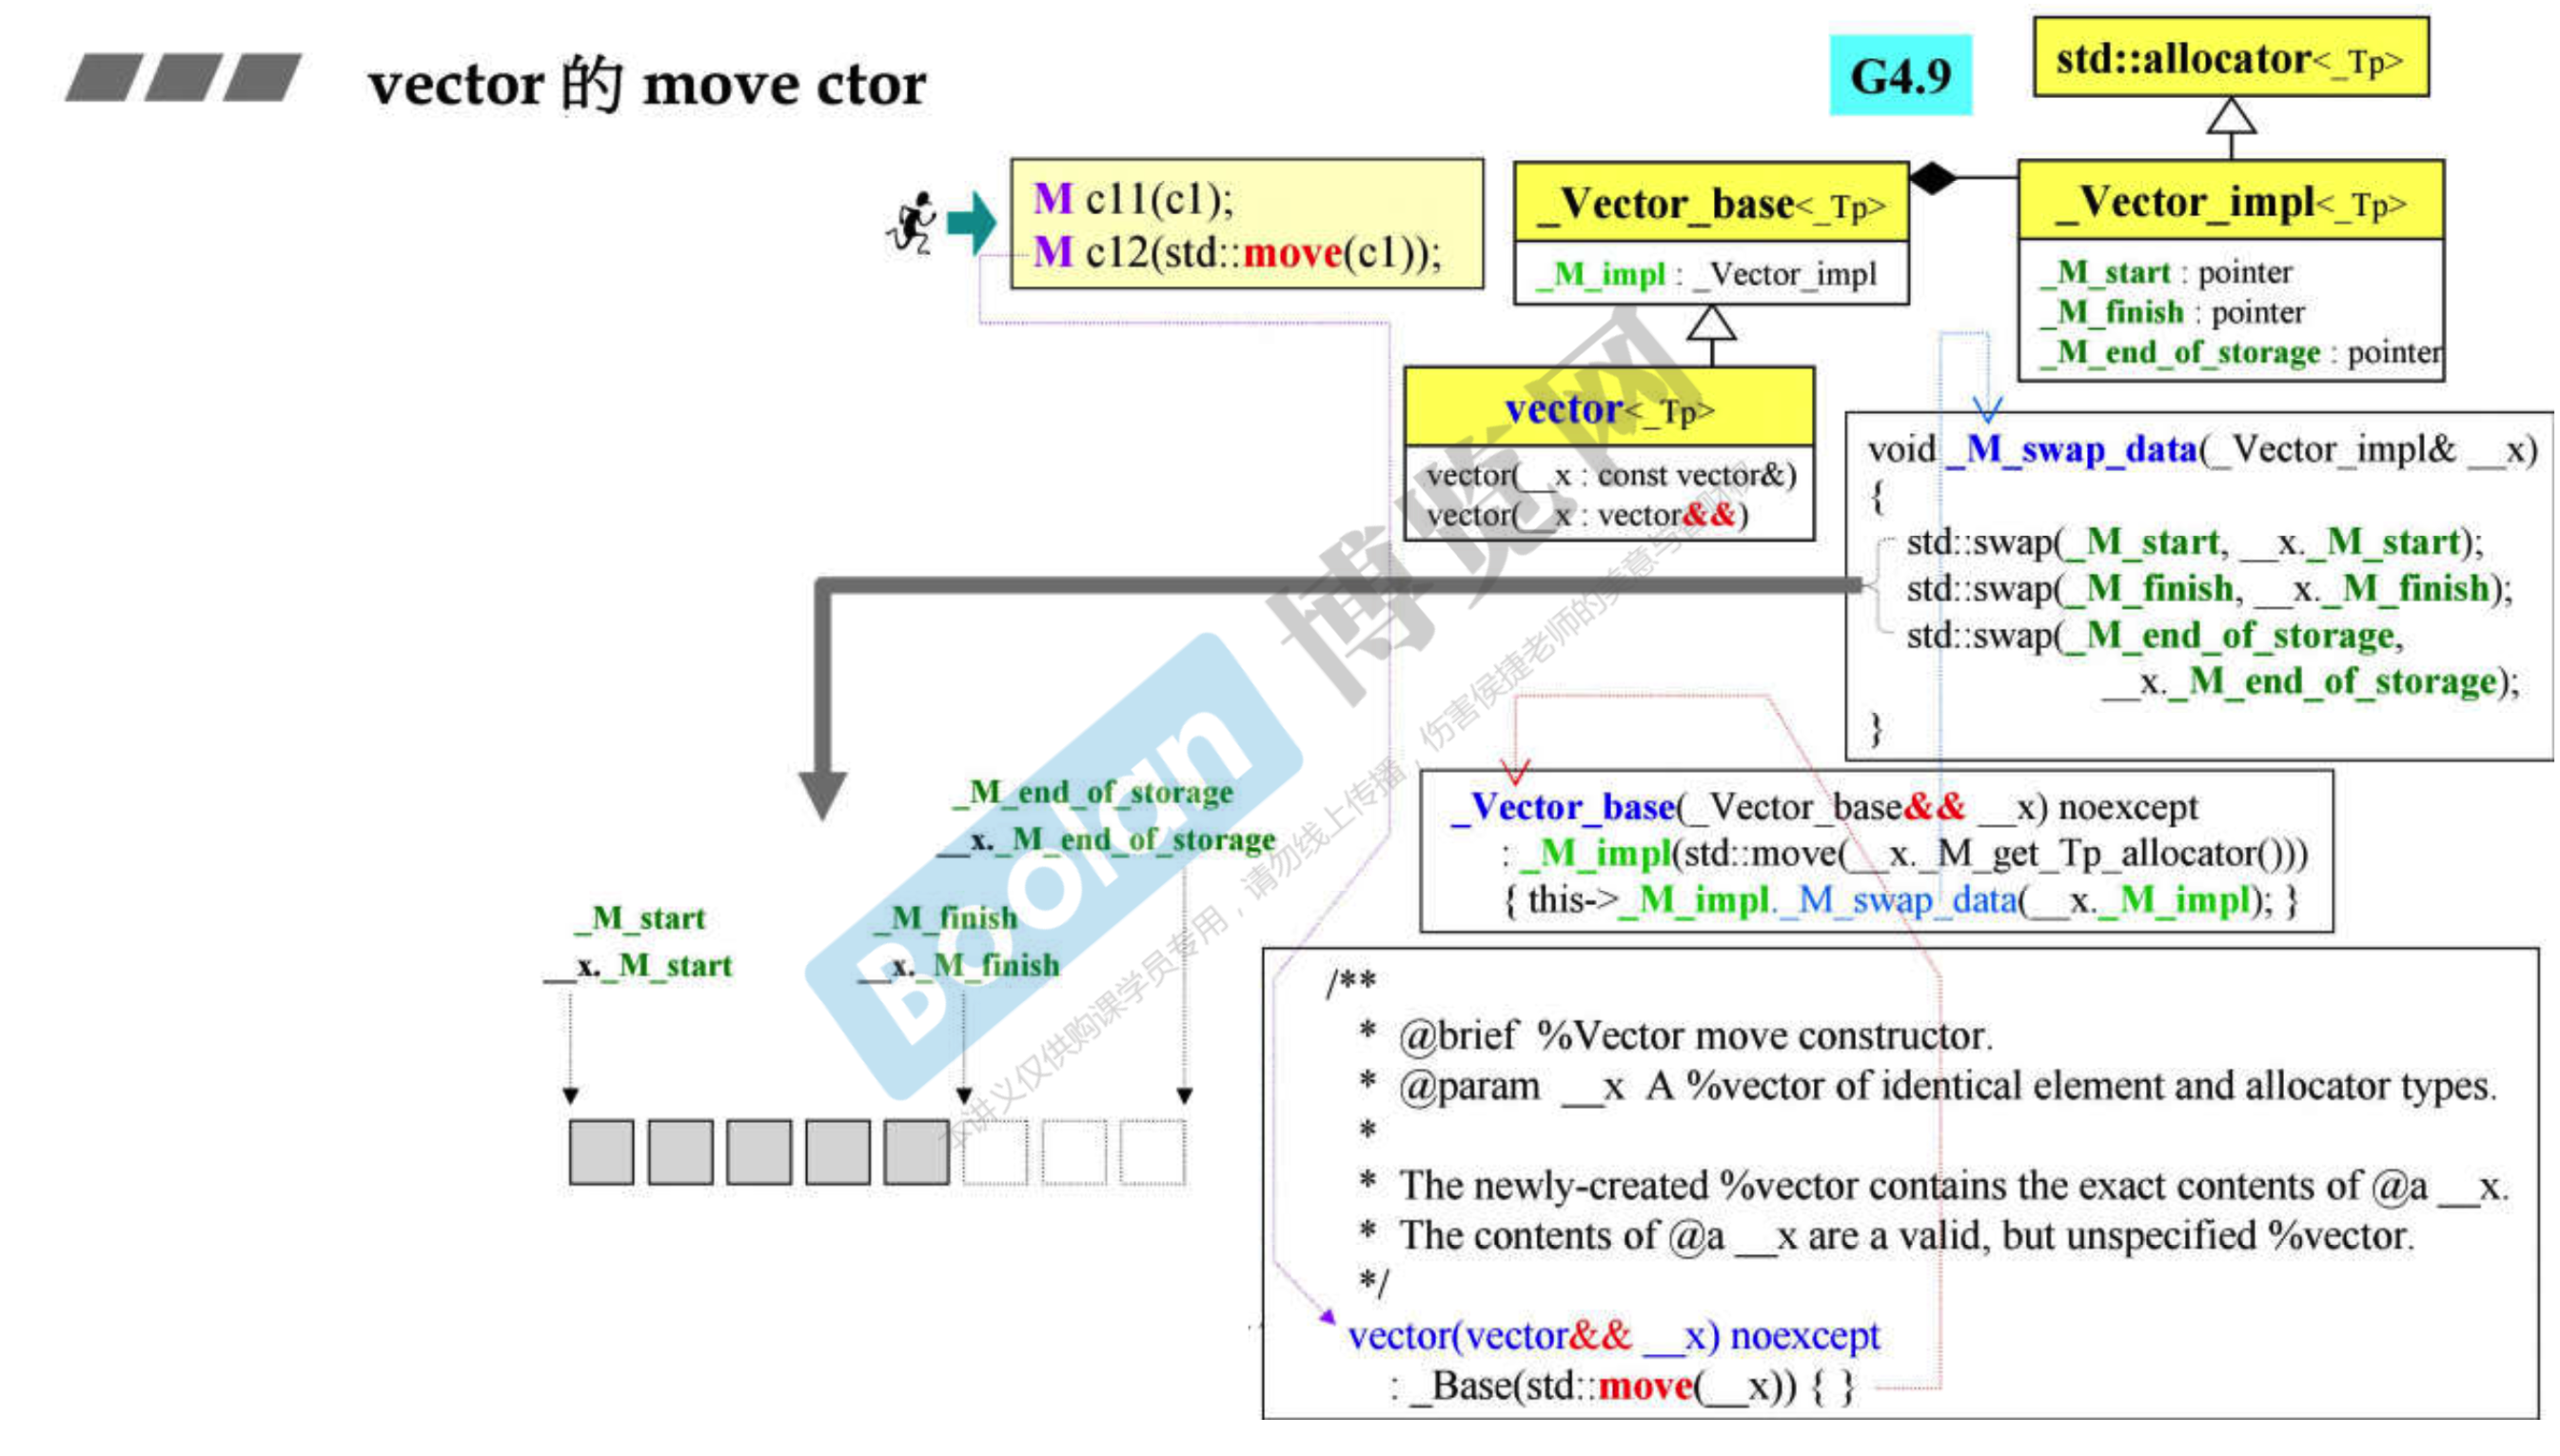 vector 的 move ctor
G4.9
std::allocator<_Tp>
M c11(c1);
M c12(std::move(c1));
_Vector_base<_Tp>
_M_impl : _Vector_impl
_Vector_impl<_Tp>
_M_start : pointer
_M_finish : pointer
_M_end_of_storage : pointer
vector<_Tp>
vector(__x : const vector&)
vector(__x : vector&&)
void _M_swap_data(_Vector_impl& __x)
{
std::swap(_M_start, __x._M_start);
std::swap(_M_finish, __x._M_finish);
std::swap(_M_end_of_storage,
__x._M_end_of_storage);
}
_M_end_of_storage
__x._M_end_of_storage
_M_start
__x._M_start
_M_finish
__x._M_finish
_Vector_base(_Vector_base&& __x) noexcept
: _M_impl(std::move(__x._M_get_Tp_allocator()))
{ this->_M_impl._M_swap_data(__x._M_impl); }
/**
* @brief %Vector move constructor.
* @param __x A %vector of identical element and allocator types.
*
* The newly-created %vector contains the exact contents of @a __x.
* The contents of @a __x are a valid, but unspecified %vector.
*/
vector(vector&& __x) noexcept
: _Base(std::move(__x)) { }
Boolan 博览网
本讲义仅供购课学员专用，请勿线上传播，伤害侯捷老师的美意与